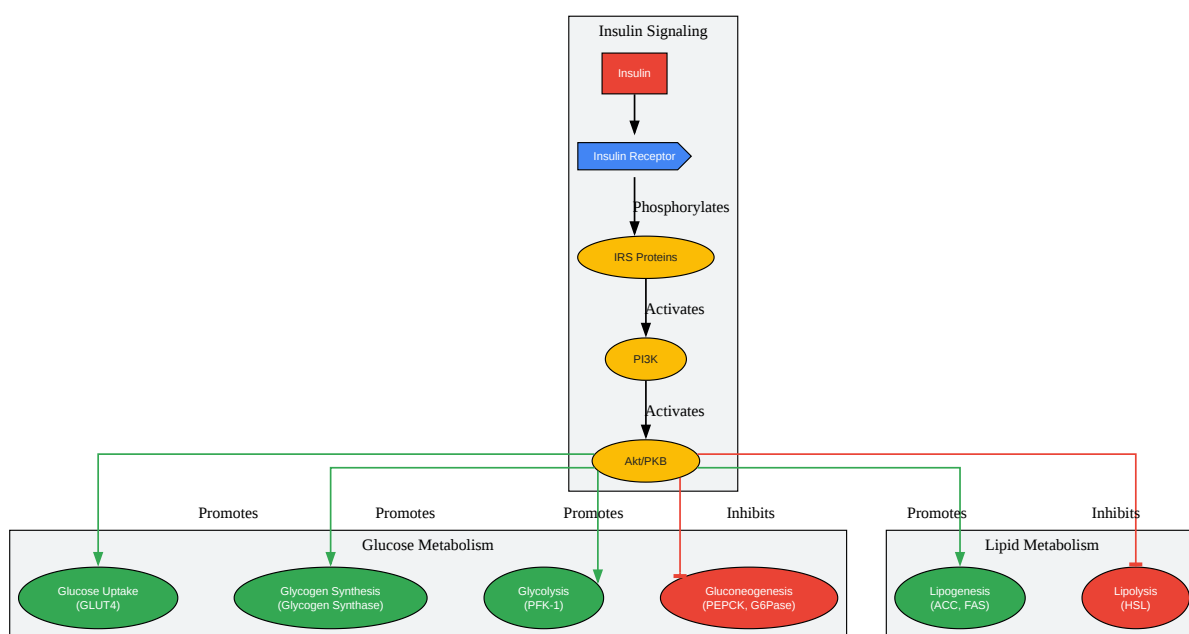 Insulin Signaling
Insulin
Insulin Receptor
Phosphorylates
IRS Proteins
Activates
PI3K
Activates
Akt/PKB
Promotes
Promotes
Promotes
Inhibits
Promotes
Inhibits
Glucose Metabolism
Lipid Metabolism
Glucose Uptake
(GLUT4)
Glycogen Synthesis
(Glycogen Synthase)
Glycolysis
(PFK-1)
Gluconeogenesis
(PEPCK, G6Pase)
Lipogenesis
(ACC, FAS)
Lipolysis
(HSL)